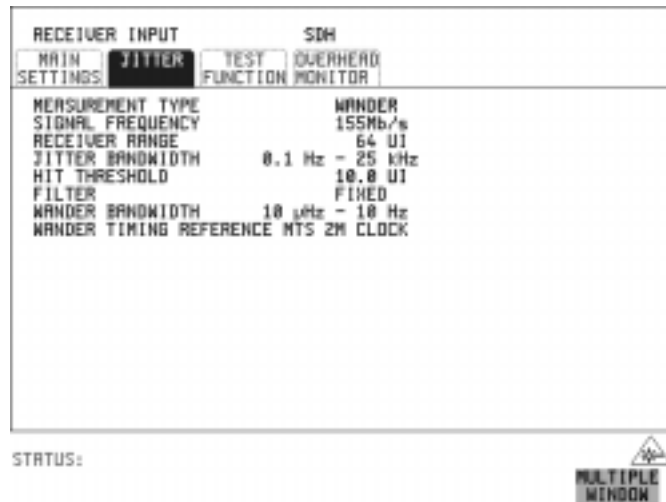 RECEIVER INPUT SDH
MAIN SETTINGS JITTER TEST FUNCTION OVERHEAD MONITOR
MEASUREMENT TYPE WANDER
SIGNAL FREQUENCY 155Mb/s
RECEIVER RANGE 64 UI
JITTER BANDWIDTH 0.1 Hz - 25 kHz
HIT THRESHOLD 10.0 UI
FILTER FIXED
WANDER BANDWIDTH 10 µHz - 10 Hz
WANDER TIMING REFERENCE MTS 2M CLOCK
STATUS:
MULTIPLE
WINDOW